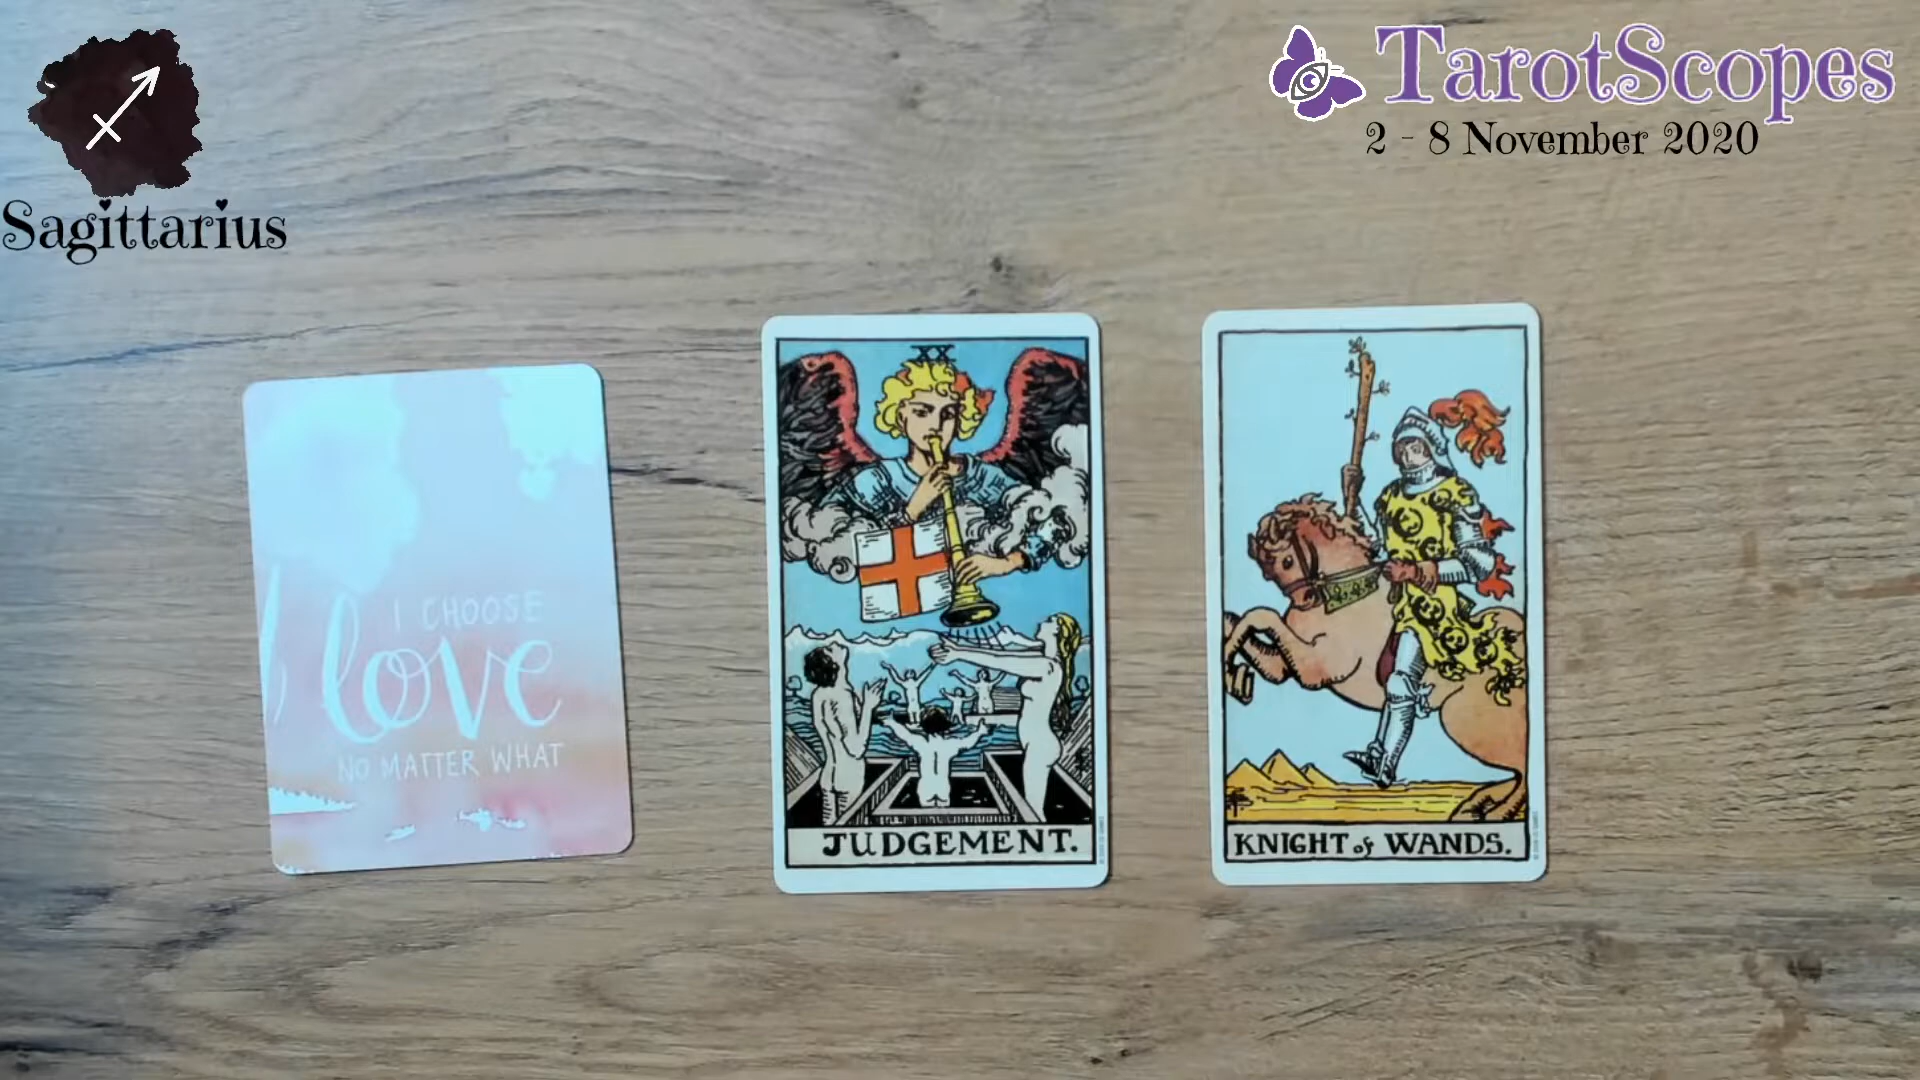 Sagittarius
TarotScopes
2 - 8 November 2020
I CHOOSE
love
NO MATTER WHAT
XX
JUDGEMENT.
KNIGHT of WANDS.